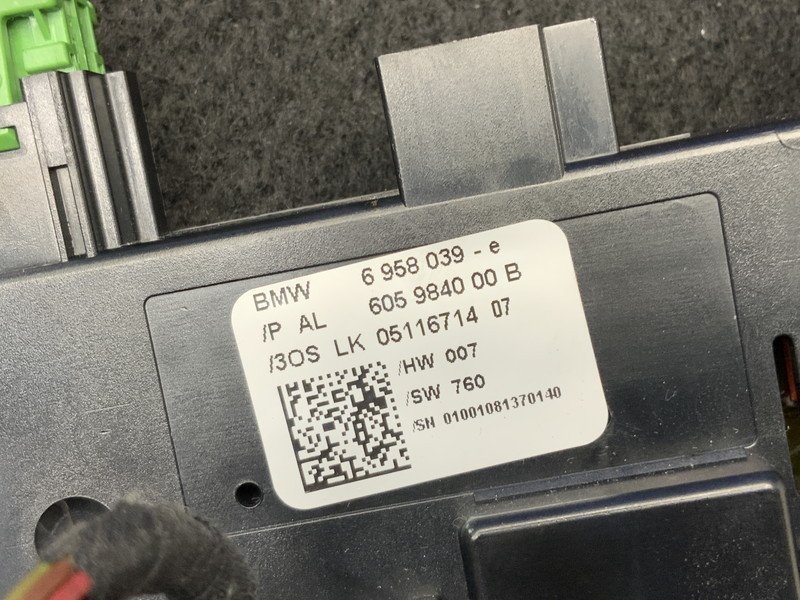 BMW 6 958 039 - e
/P AL 605 9840 00 B
/3OS LK 05116714 07
/HW 007
/SW 760
/SN 01001081370140